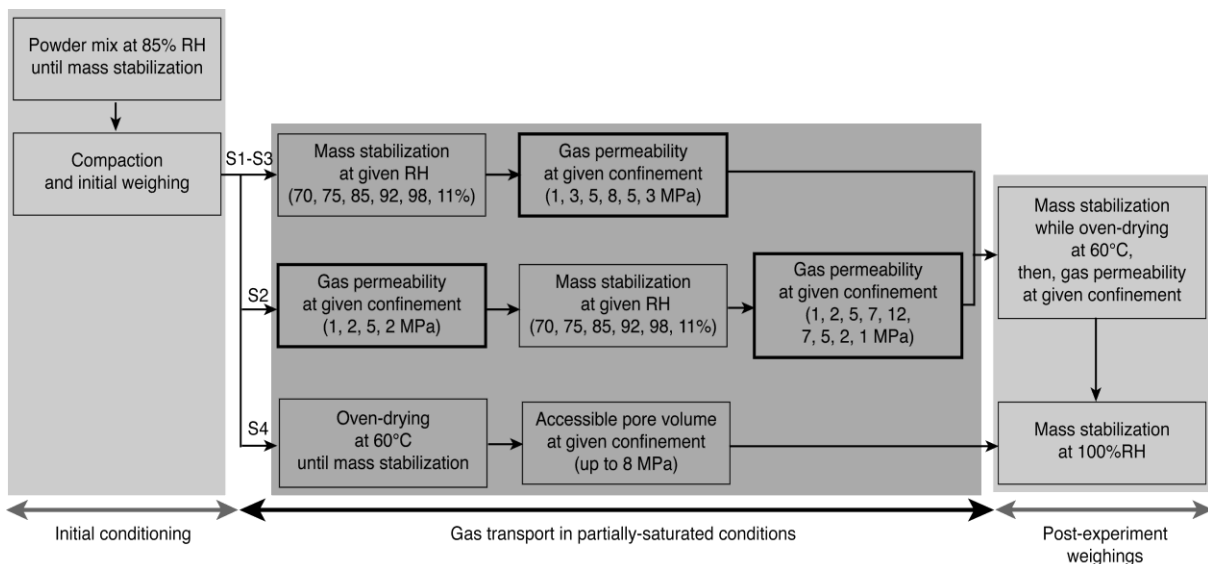 Powder mix at 85% RH
until mass stabilization
Compaction
and initial weighing
S1-S3
Mass stabilization
at given RH
(70, 75, 85, 92, 98, 11%)
Gas permeability
at given confinement
(1, 3, 5, 8, 5, 3 MPa)
S2
Gas permeability
at given confinement
(1, 2, 5, 2 MPa)
Mass stabilization
at given RH
(70, 75, 85, 92, 98, 11%)
Gas permeability
at given confinement
(1, 2, 5, 7, 12,
7, 5, 2, 1 MPa)
S4
Oven-drying
at 60°C
until mass stabilization
Accessible pore volume
at given confinement
(up to 8 MPa)
Mass stabilization
while oven-drying
at 60°C,
then, gas permeability
at given confinement
Mass stabilization
at 100%RH
Initial conditioning
Gas transport in partially-saturated conditions
Post-experiment
weighings